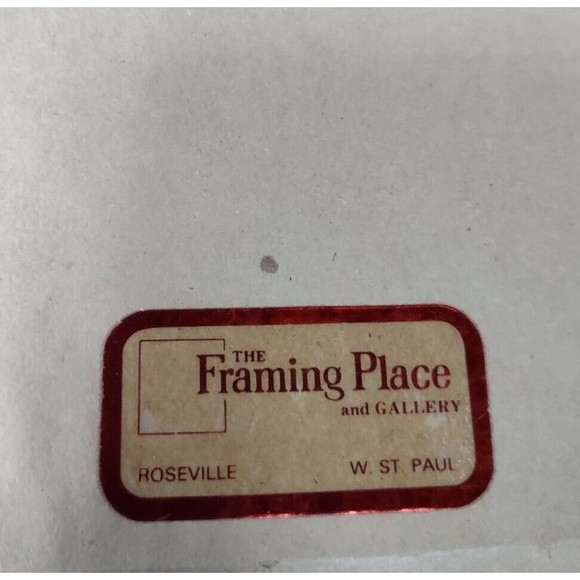 THE
Framing Place
and GALLERY
ROSEVILLE W. ST. PAUL